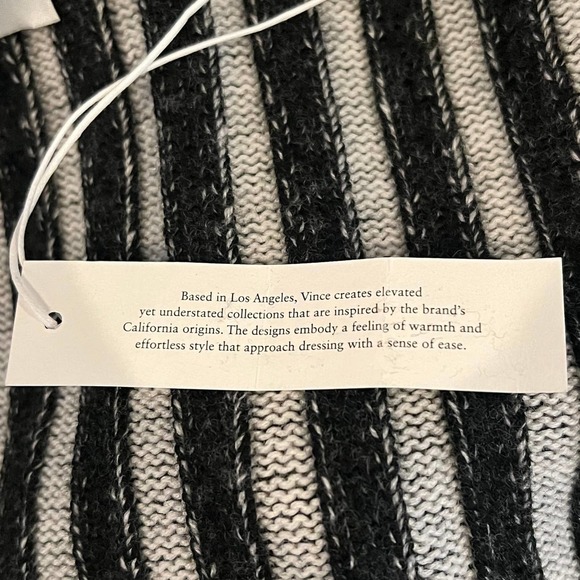 Based in Los Angeles, Vince creates elevated
yet understated collections that are inspired by the brand's
California origins. The designs embody a feeling of warmth and
effortless style that approach dressing with a sense of ease.